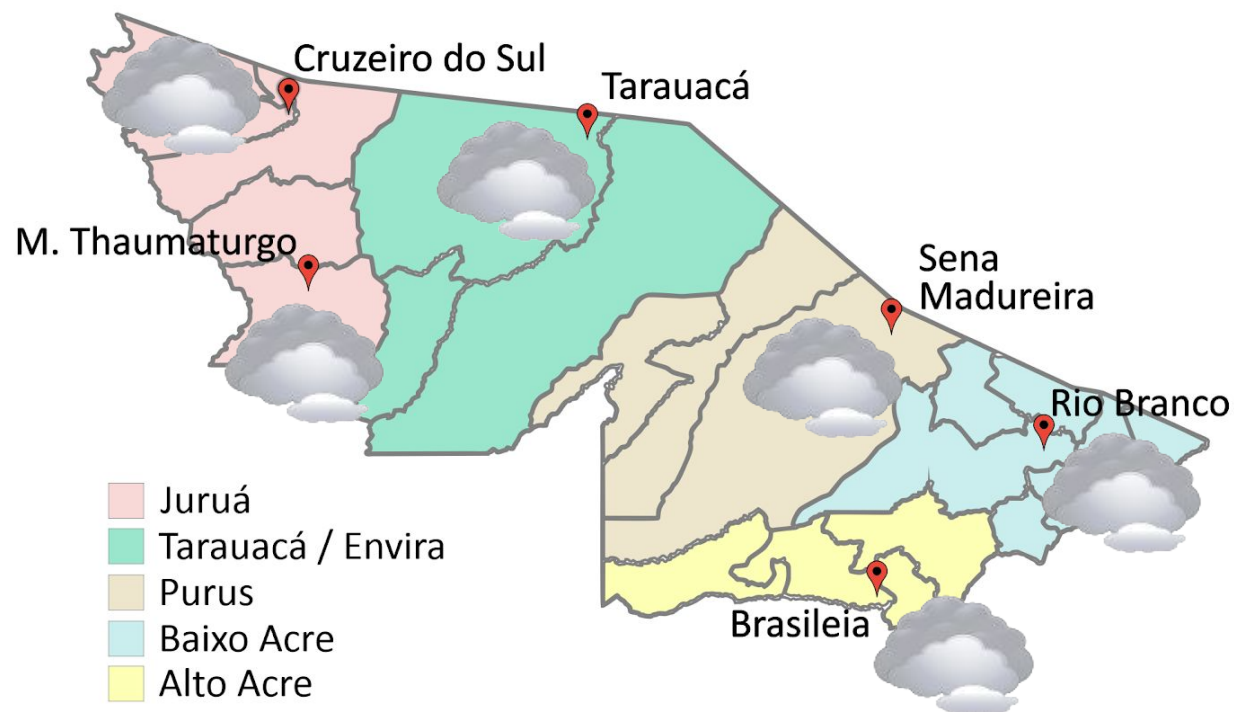 Cruzeiro do Sul
Tarauacá
M. Thaumaturgo
Sena
Madureira
Rio Branco
Brasileia
Juruá
Tarauacá / Envira
Purus
Baixo Acre
Alto Acre